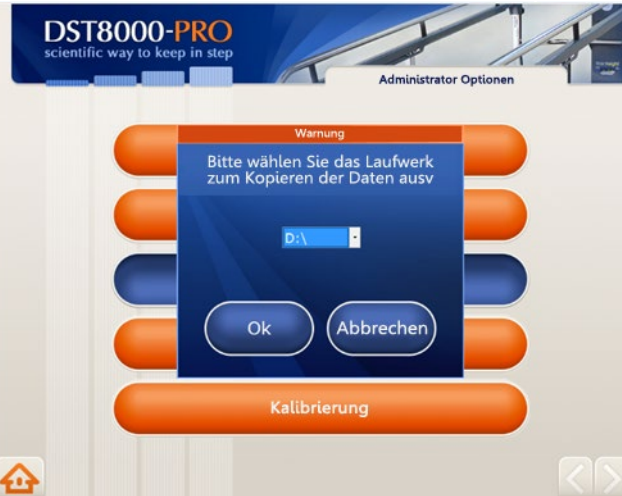 DST8000-PRO
scientific way to keep in step
Administrator Optionen
Warnung
Bitte wählen Sie das Laufwerk
zum Kopieren der Daten ausv
D:\
Ok
Abbrechen
Kalibrierung